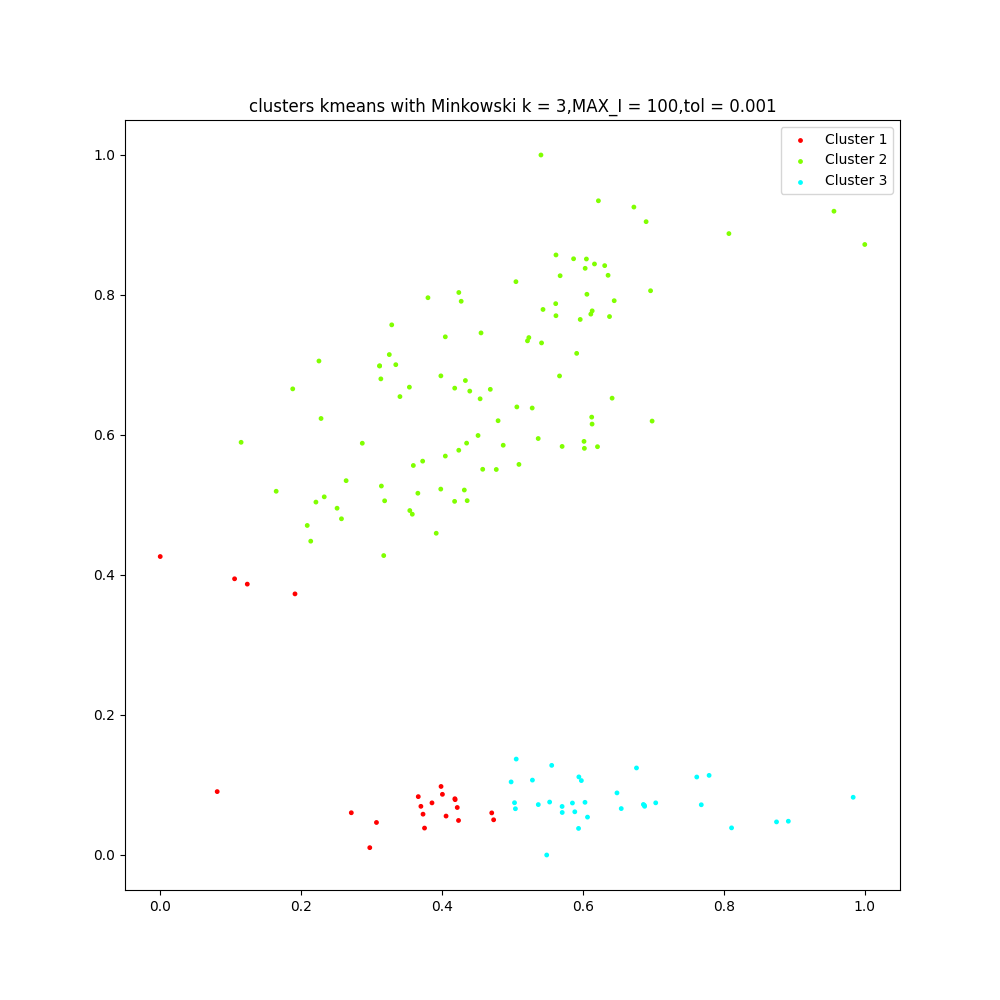 clusters kmeans with Minkowski k = 3,MAX_I = 100,tol = 0.001
Cluster 1
Cluster 2
Cluster 3
1.0
0.8
0.6
0.4
0.2
0.0
0.0 0.2 0.4 0.6 0.8 1.0